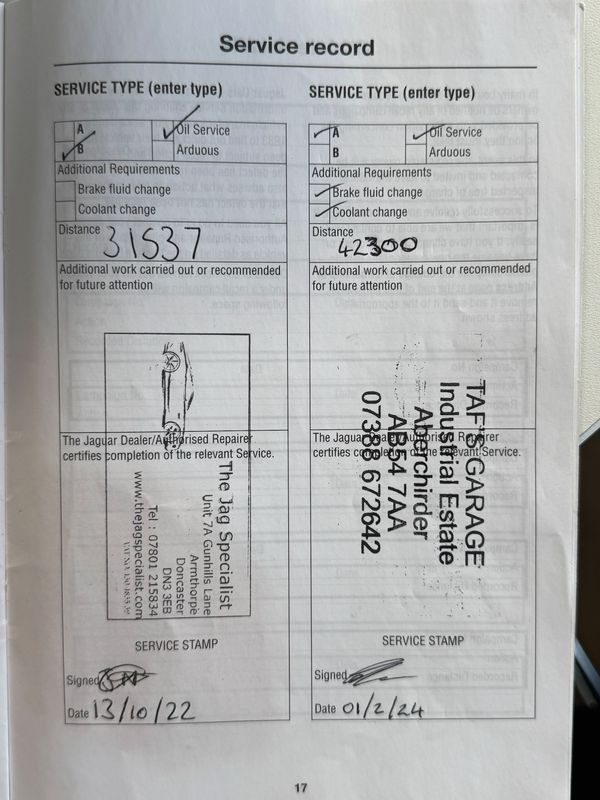 Service record
SERVICE TYPE (enter type)
A
Oil Service
B
Arduous
Additional Requirements
Brake fluid change
Coolant change
Distance
31537
Additional work carried out or recommended
for future attention
The Jaguar Dealer/Authorised Repairer
certifies completion of the relevant Service.
The Jag Specialist
Unit 7A Gunhills Lane
Armthorpe
Doncaster
DN3 3EB
Tel : 07801 215834
www.thejagspecialist.com
SERVICE STAMP
Signed
Date 13/10/22
SERVICE TYPE (enter type)
A
Oil Service
B
Arduous
Additional Requirements
Brake fluid change
Coolant change
Distance
42300
Additional work carried out or recommended
for future attention
The Jaguar Dealer/Authorised Repairer
certifies completion of the relevant Service.
TAF'S GARAGE
Industrial Estate
Aberchirder
AB54 7AA
07388 672642
SERVICE STAMP
Signed
Date 01/2/24
17